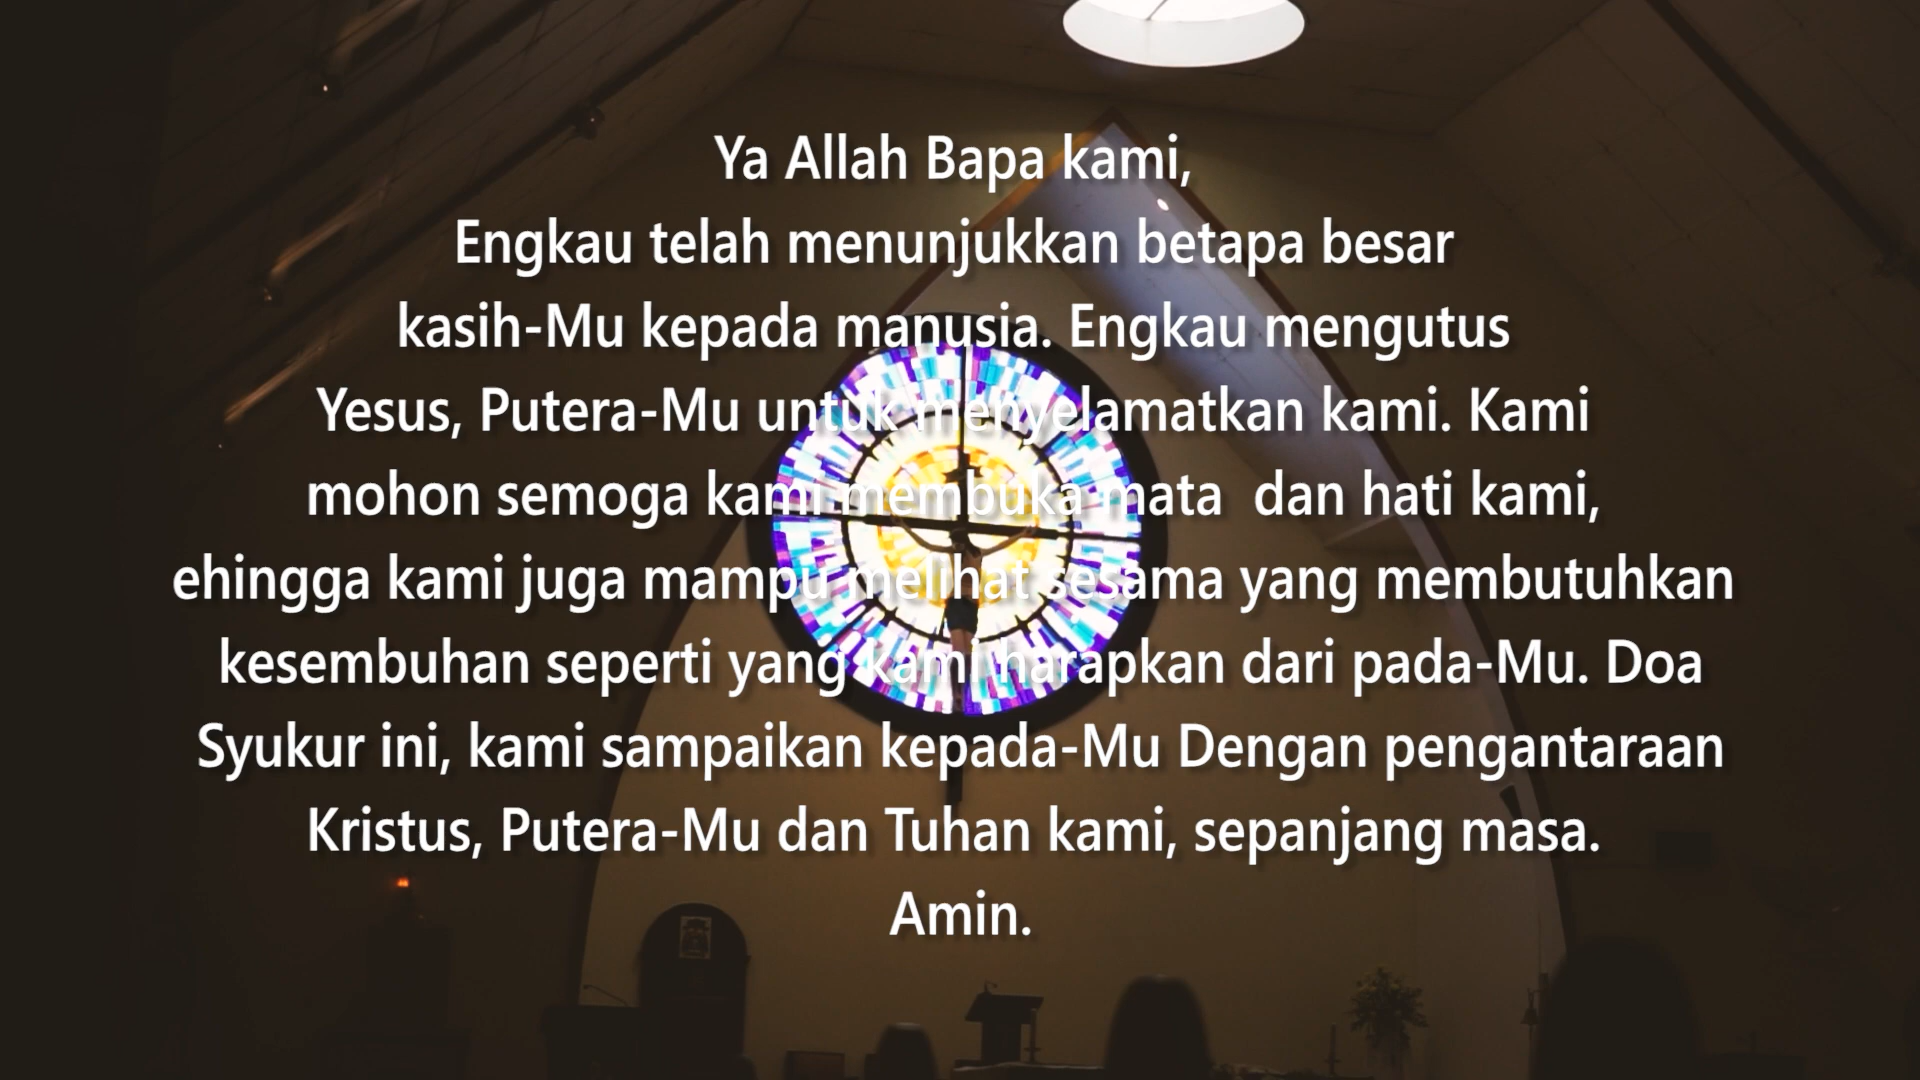 Ya Allah Bapa kami,
Engkau telah menunjukkan betapa besar
kasih-Mu kepada manusia. Engkau mengutus
Yesus, Putera-Mu untuk menyelamatkan kami. Kami
mohon semoga kami membuka mata  dan hati kami,
ehingga kami juga mampu melihat sesama yang membutuhkan
kesembuhan seperti yang kami harapkan dari pada-Mu. Doa
Syukur ini, kami sampaikan kepada-Mu Dengan pengantaraan
Kristus, Putera-Mu dan Tuhan kami, sepanjang masa.
Amin.